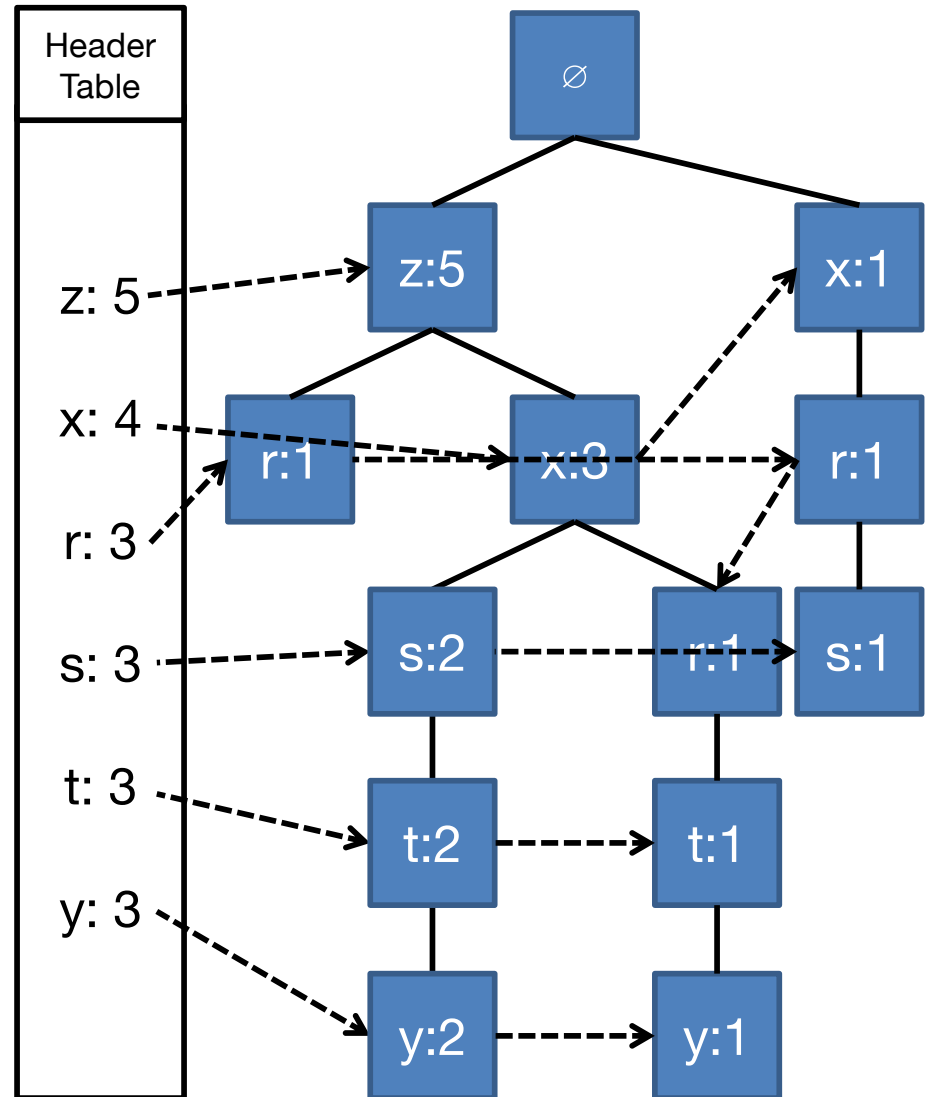 Header
Table
∅
z:5
x:1
z: 5
x: 4
r:1
x:3
r:1
r: 3
s: 3
s:2
r:1
s:1
t: 3
t:2
t:1
y: 3
y:2
y:1